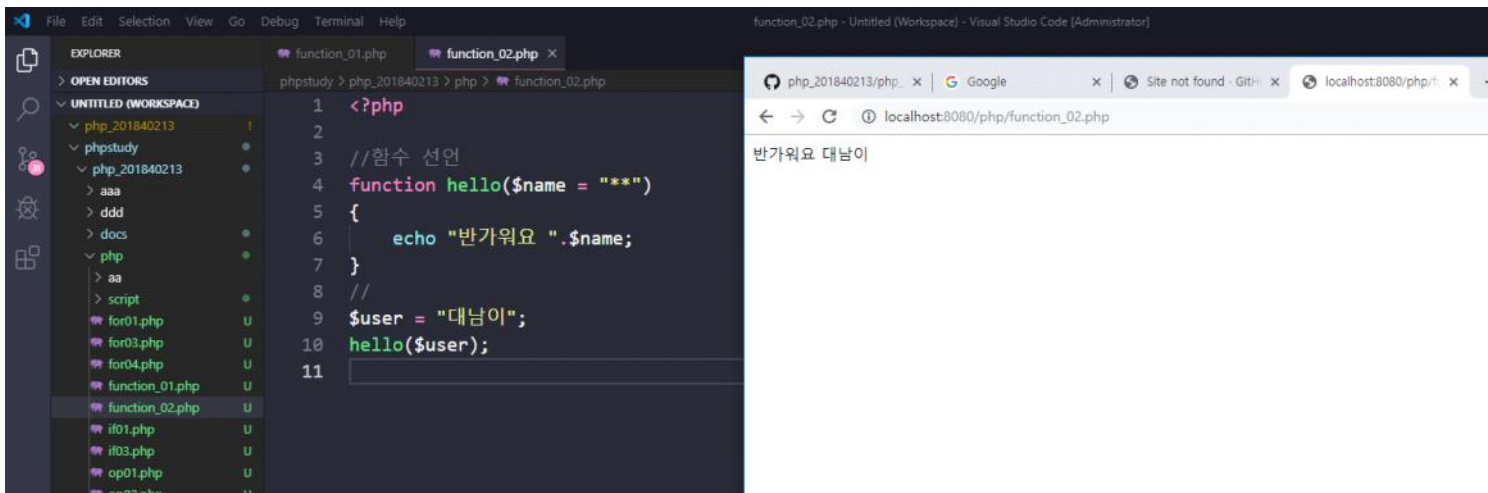 File Edit Selection View Go Debug Terminal Help
function_02.php - Untitled (Workspace) - Visual Studio Code [Administrator]
EXPLORER
OPEN EDITORS
UNTITLED (WORKSPACE)
php_201840213 !
phpstudy
php_201840213
aaa
ddd
docs
php
aa
script
for01.php U
for03.php U
for04.php U
function_01.php U
function_02.php U
if01.php U
if03.php U
op01.php U
function_01.php function_02.php ×
phpstudy > php_201840213 > php > function_02.php
1 <?php
2
3 //함수 선언
4 function hello($name = "**")
5 {
6 echo "반가워요 ".$name;
7 }
8 //
9 $user = "대남이";
10 hello($user);
11
php_201840213/php_ × Google × Site not found · GitH × localhost:8080/php/f ×
localhost:8080/php/function_02.php
반가워요 대남이